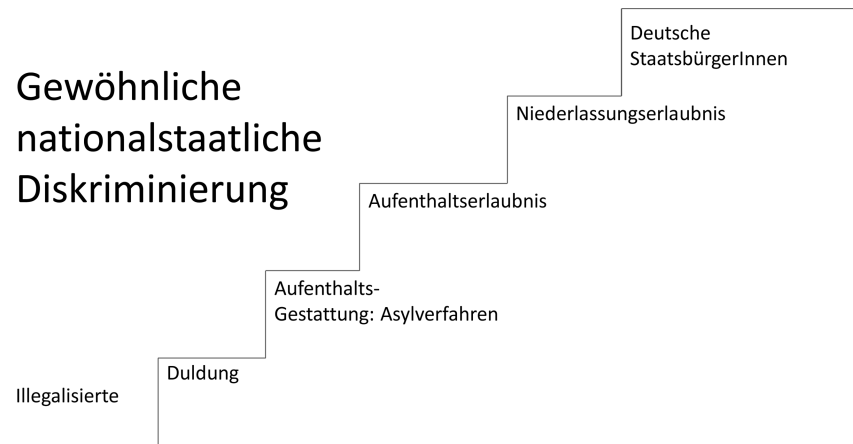 Gewöhnliche
nationalstaatliche
Diskriminierung
Deutsche
StaatsbürgerInnen
Niederlassungserlaubnis
Aufenthaltserlaubnis
Aufenthalts-
Gestattung: Asylverfahren
Duldung
Illegalisierte